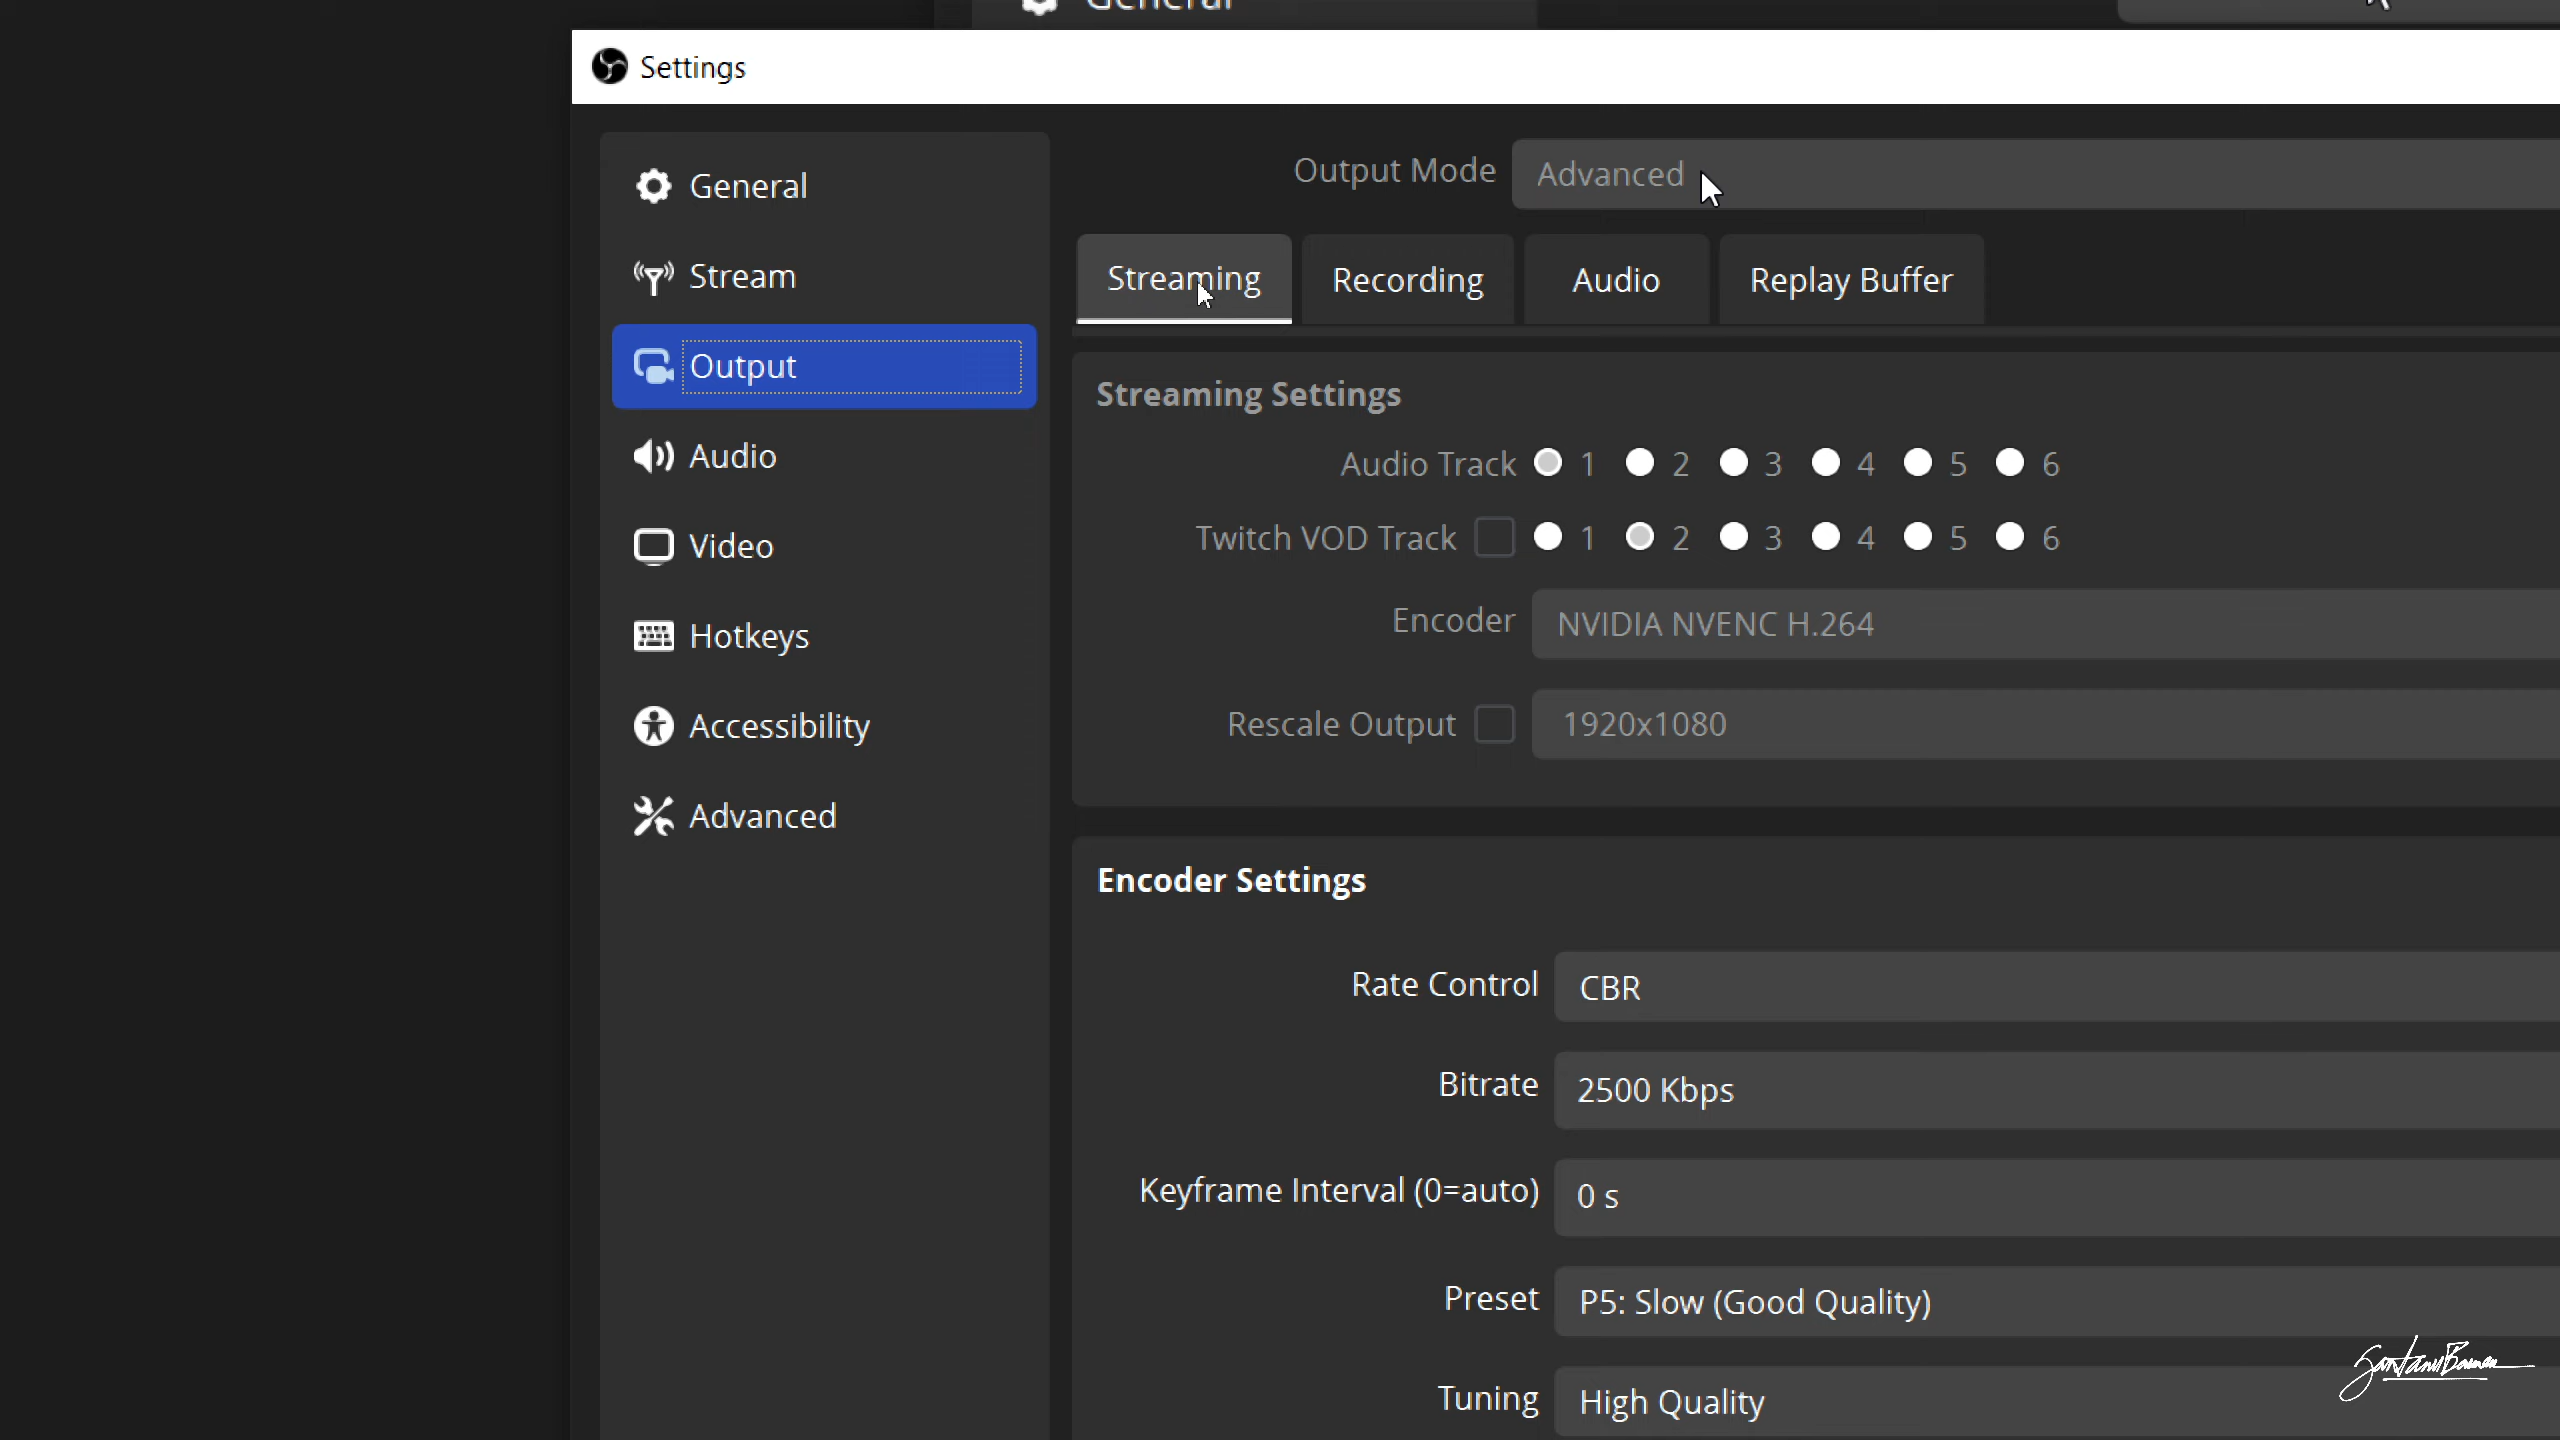 General
Settings
General
Stream
Output
Audio
Video
Hotkeys
Accessibility
Advanced
Output Mode Advanced
Streaming Recording Audio Replay Buffer
Streaming Settings
Audio Track 1 2 3 4 5 6
Twitch VOD Track 1 2 3 4 5 6
Encoder NVIDIA NVENC H.264
Rescale Output 1920x1080
Encoder Settings
Rate Control CBR
Bitrate 2500 Kbps
Keyframe Interval (0=auto) 0 s
Preset P5: Slow (Good Quality)
Tuning High Quality